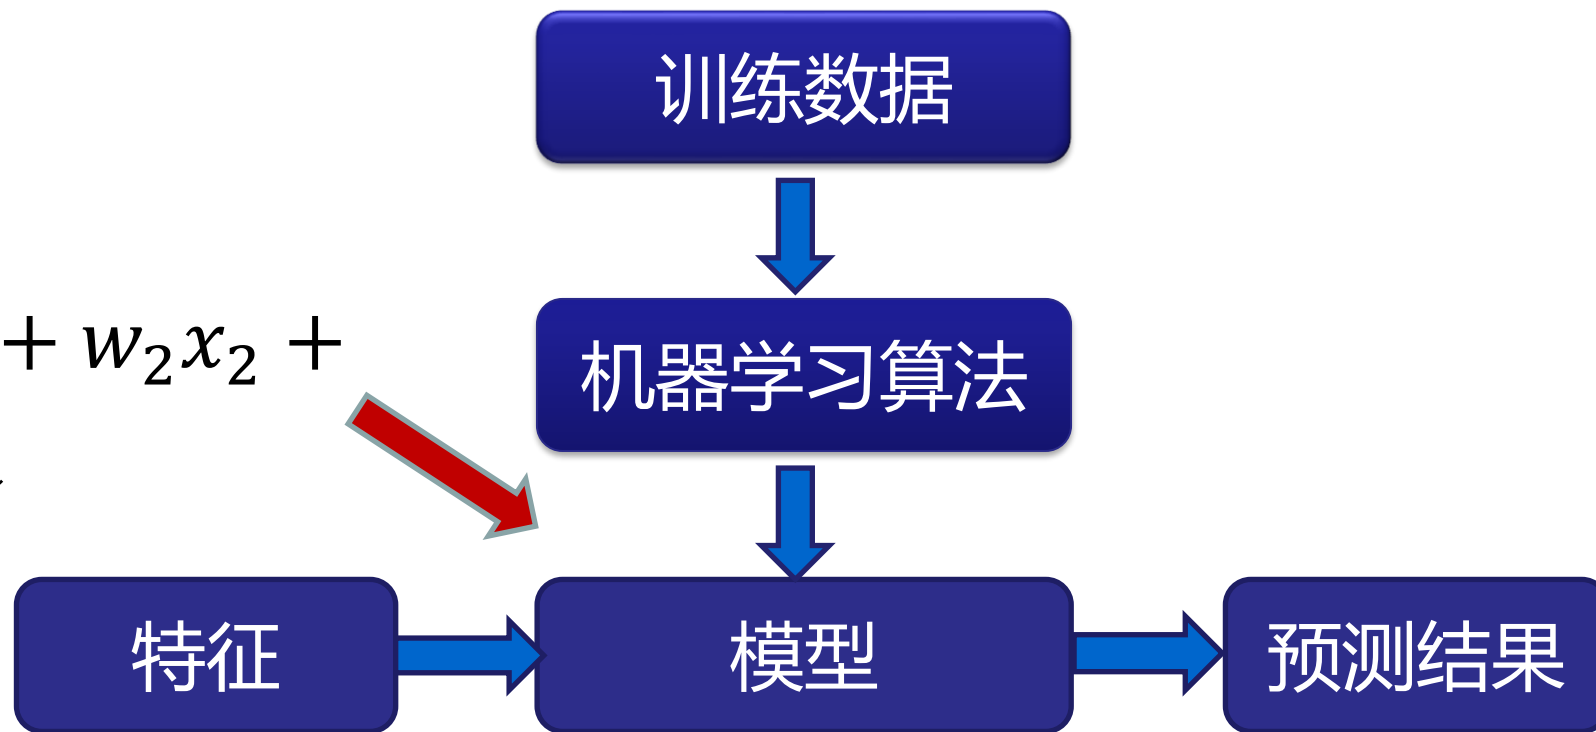 训练数据
+ w₂x₂ +
机器学习算法
特征
模型
预测结果